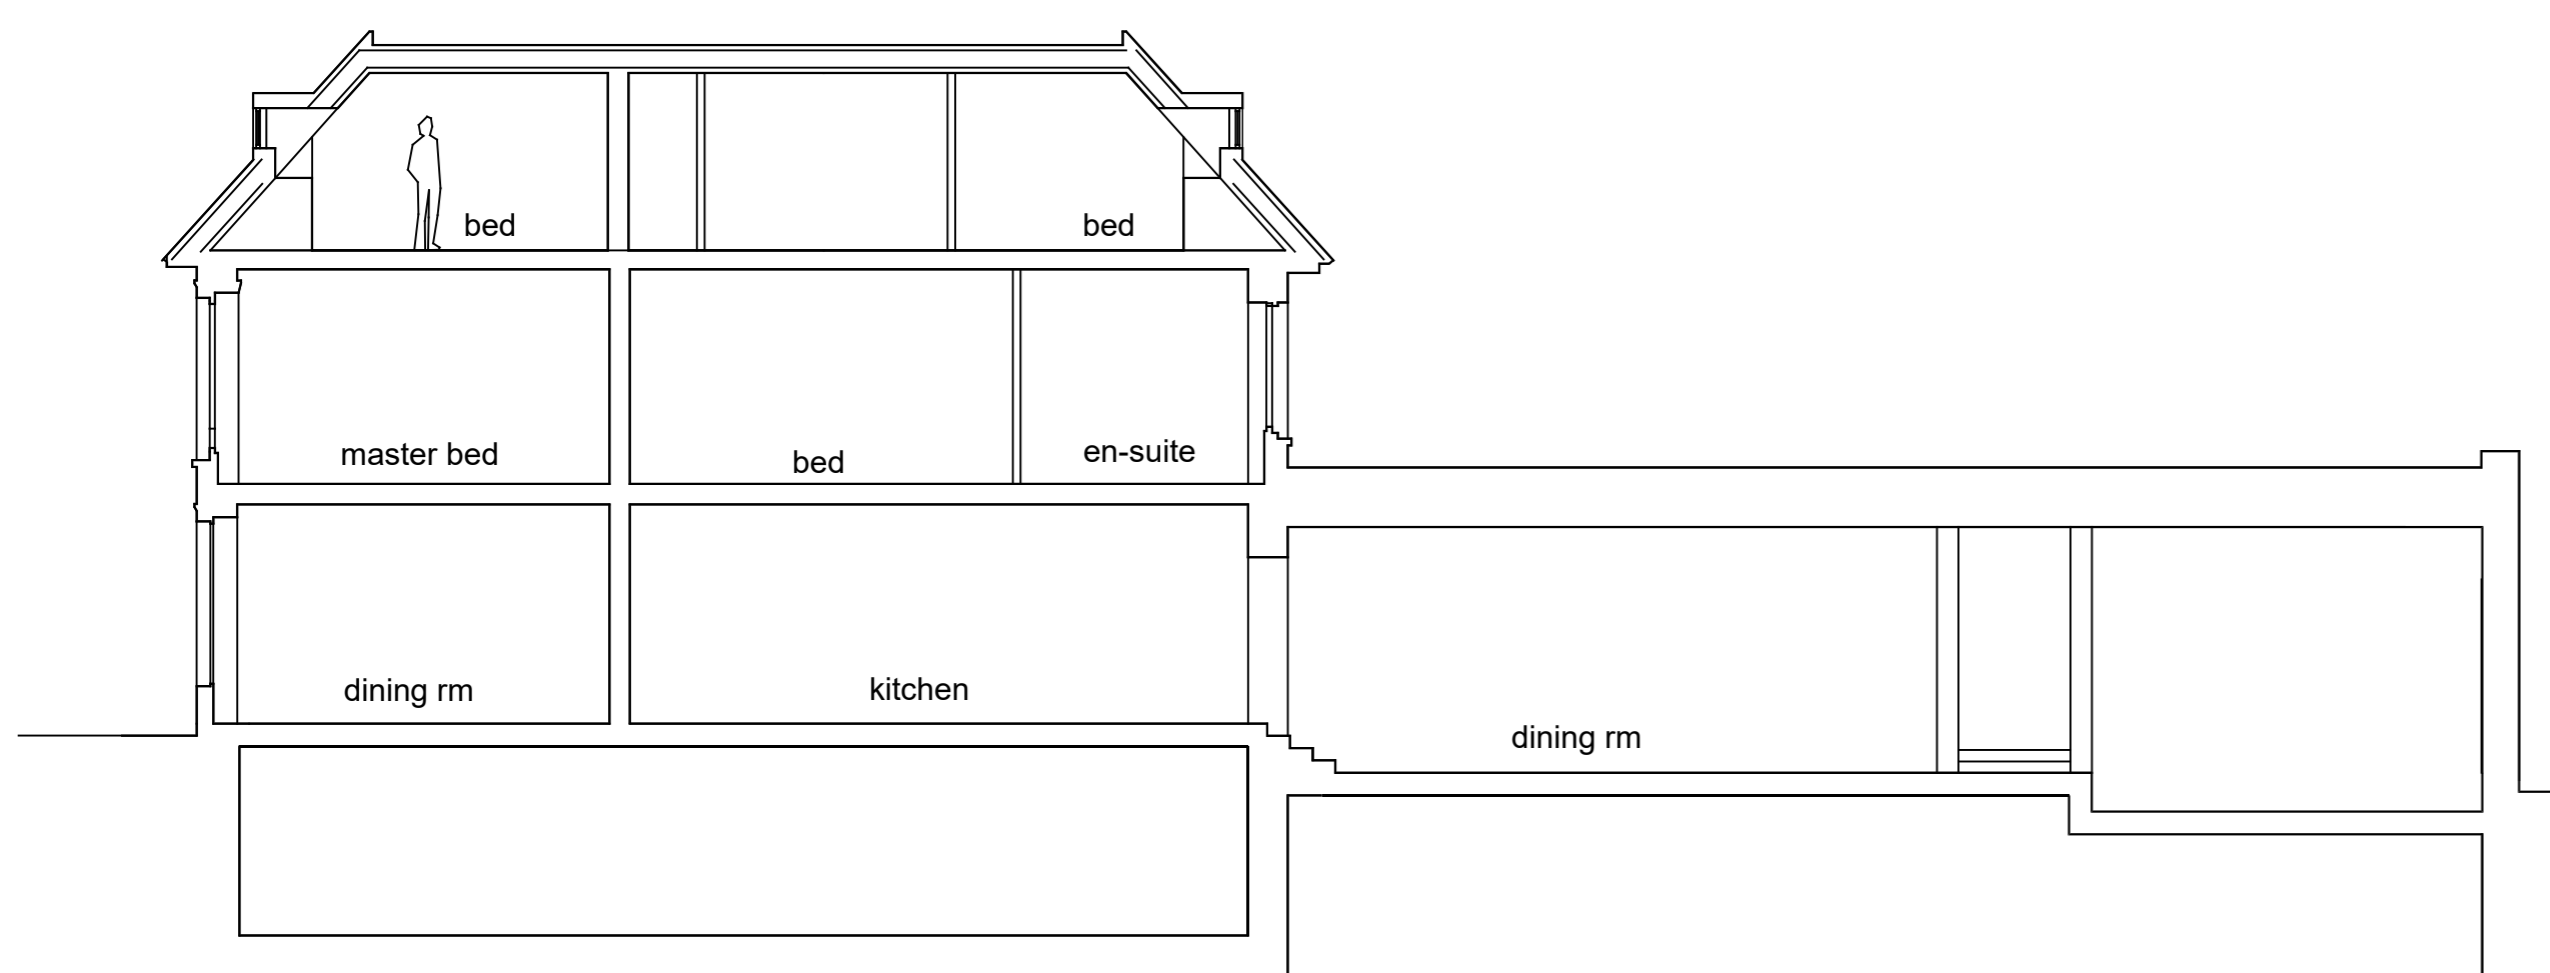 bed
bed
master bed
bed
en-suite
dining rm
kitchen
dining rm